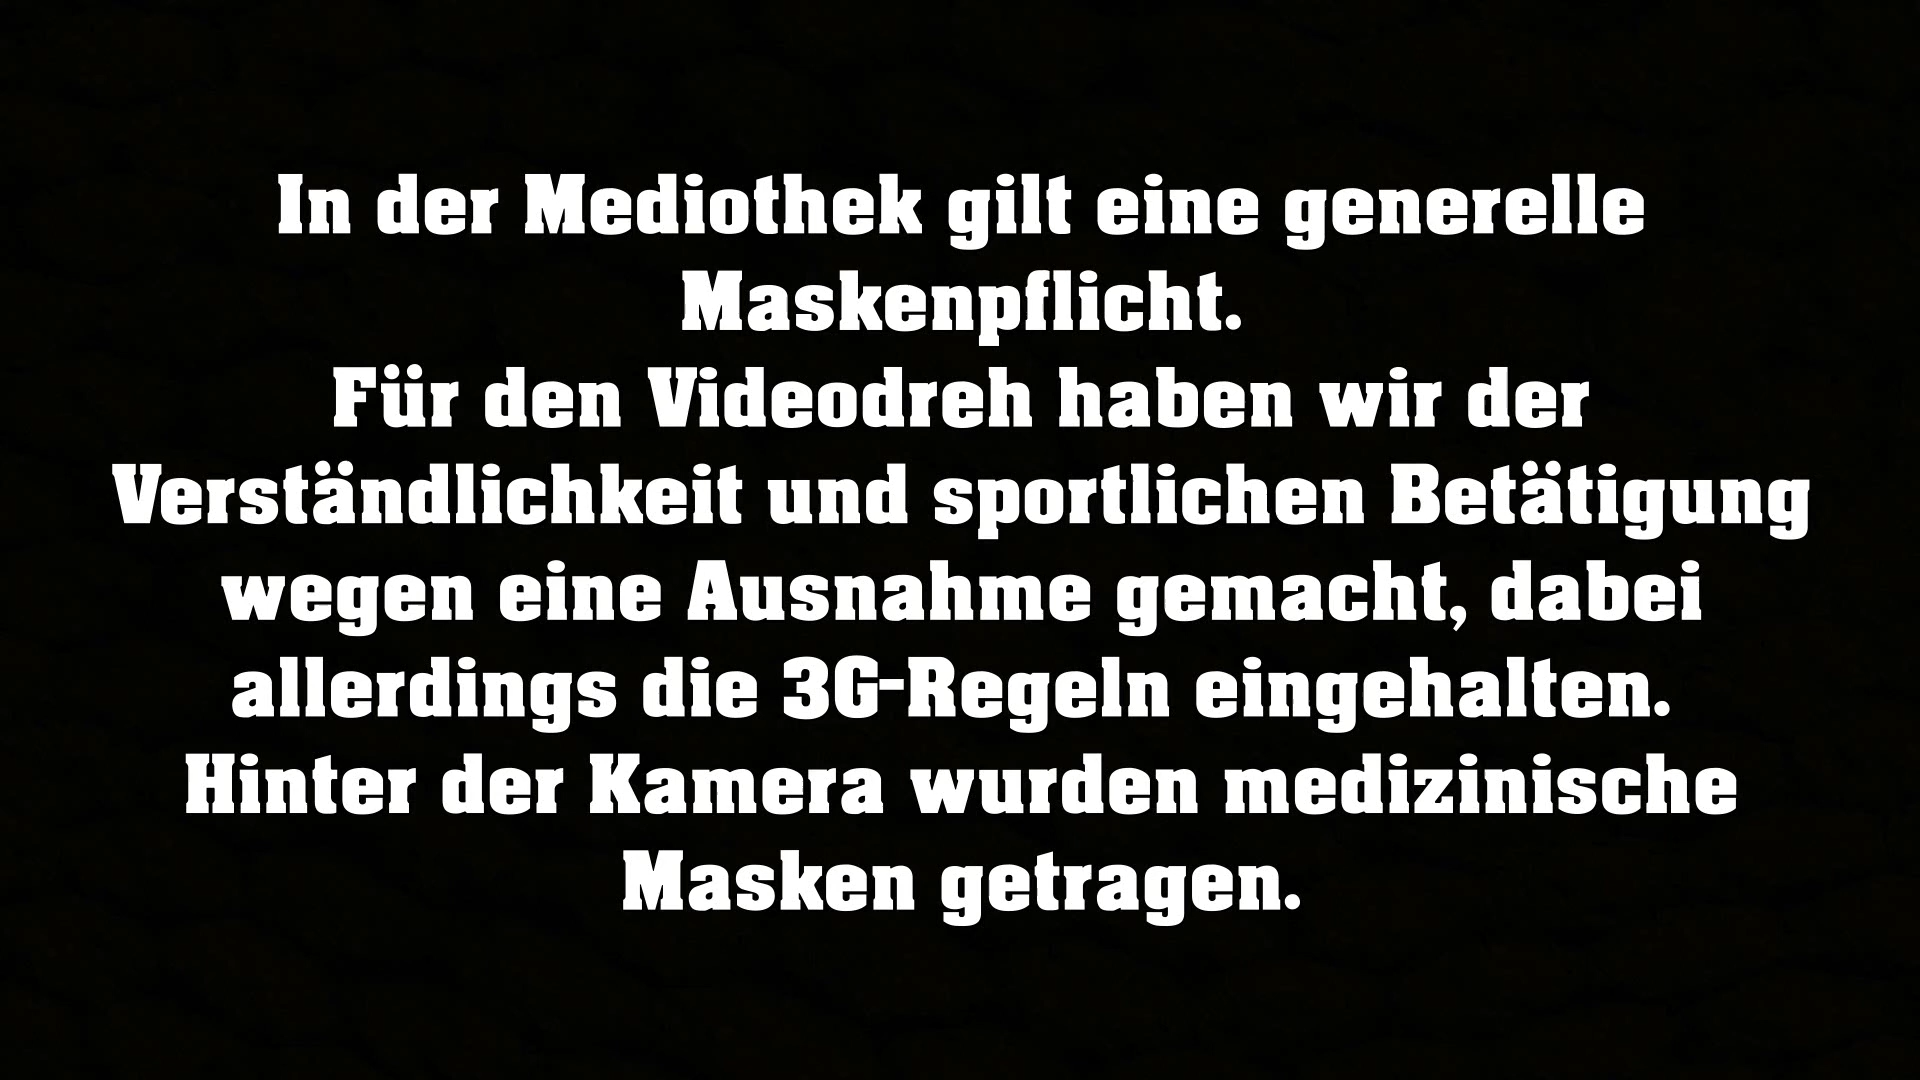 In der Mediothek gilt eine generelle
Maskenpflicht.
Für den Videodreh haben wir der
Verständlichkeit und sportlichen Betätigung
wegen eine Ausnahme gemacht, dabei
allerdings die 3G-Regeln eingehalten.
Hinter der Kamera wurden medizinische
Masken getragen.